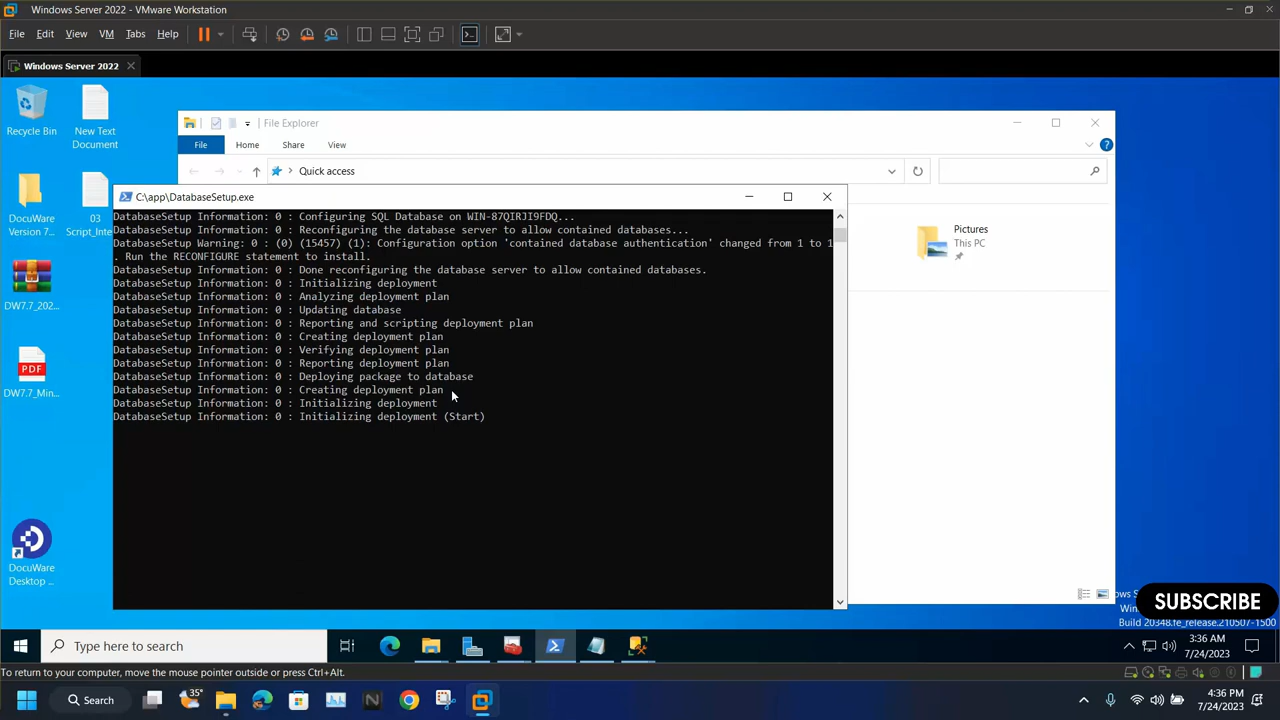 Windows Server 2022 - VMware Workstation
File Edit View VM Tabs Help
Windows Server 2022
Recycle Bin
New Text
Document
DocuWare
Version 7...
03
Script_Inte...
DW7.7_202...
PDF
DW7.7_Min...
DocuWare
Desktop ...
File Explorer
File Home Share View
Quick access
Pictures
This PC
C:\app\DatabaseSetup.exe
DatabaseSetup Information: 0 : Configuring SQL Database on WIN-87QIRJI9FDQ...
DatabaseSetup Information: 0 : Reconfiguring the database server to allow contained databases...
DatabaseSetup Warning: 0 : (0) (15457) (1): Configuration option 'contained database authentication' changed from 1 to 1
. Run the RECONFIGURE statement to install.
DatabaseSetup Information: 0 : Done reconfiguring the database server to allow contained databases.
DatabaseSetup Information: 0 : Initializing deployment
DatabaseSetup Information: 0 : Analyzing deployment plan
DatabaseSetup Information: 0 : Updating database
DatabaseSetup Information: 0 : Reporting and scripting deployment plan
DatabaseSetup Information: 0 : Creating deployment plan
DatabaseSetup Information: 0 : Verifying deployment plan
DatabaseSetup Information: 0 : Reporting deployment plan
DatabaseSetup Information: 0 : Deploying package to database
DatabaseSetup Information: 0 : Creating deployment plan
DatabaseSetup Information: 0 : Initializing deployment
DatabaseSetup Information: 0 : Initializing deployment (Start)
SUBSCRIBE
Build 20348.fe_release.210507-1500
Type here to search
3:36 AM
7/24/2023
To return to your computer, move the mouse pointer outside or press Ctrl+Alt.
Search
35°
4:36 PM
7/24/2023